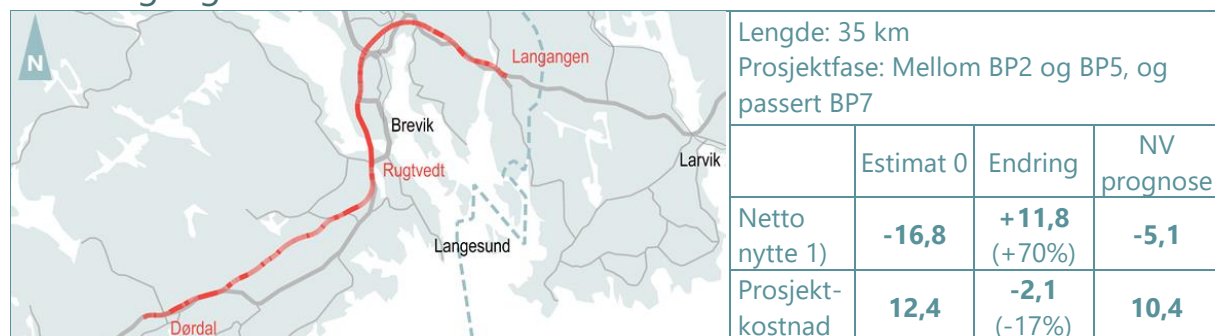 N
Langangen
Brevik
Larvik
Rugtvedt
Langesund
Dørdal
Lengde: 35 km
Prosjektfase: Mellom BP2 og BP5, og
passert BP7
Estimat 0 Endring NV
prognose
Netto
nytte 1) -16,8 +11,8
(+70%) -5,1
Prosjekt-
kostnad 12,4 -2,1
(-17%) 10,4